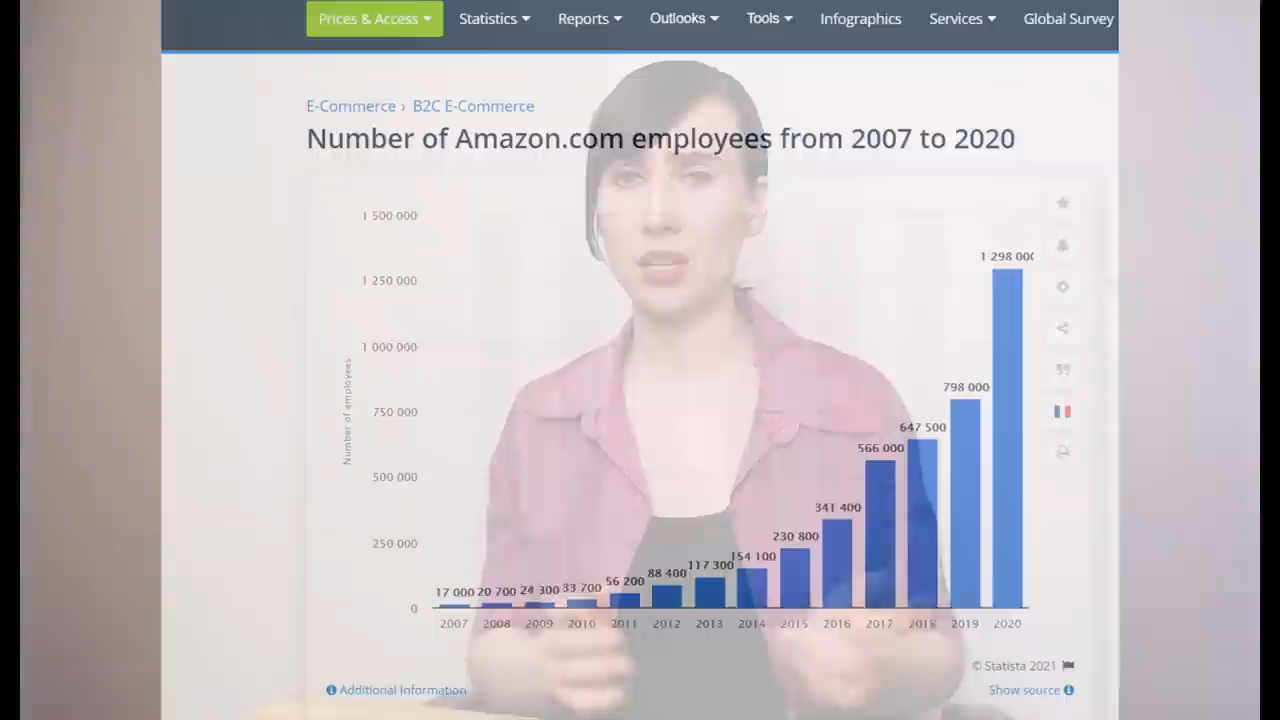 Prices & Access Statistics Reports Outlooks Tools Infographics Services Global Survey
E-Commerce › B2C E-Commerce
Number of Amazon.com employees from 2007 to 2020
1 500 000
1 250 000
1 000 000
750 000
500 000
250 000
0
Number of employees
17 000 20 700 24 300 33 700 56 200 88 400 117 300 154 100 230 800 341 400 566 000 647 500 798 000 1 298 00
2007 2008 2009 2010 2011 2012 2013 2014 2015 2016 2017 2018 2019 2020
© Statista 2021
Additional Information Show source